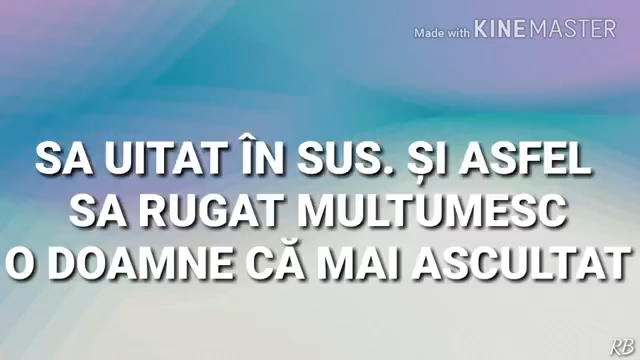 Made with KINEMASTER
SA UITAT ÎN SUS. ȘI ASFEL
SA RUGAT MULTUMESC
O DOAMNE CĂ MAI ASCULTAT
RB